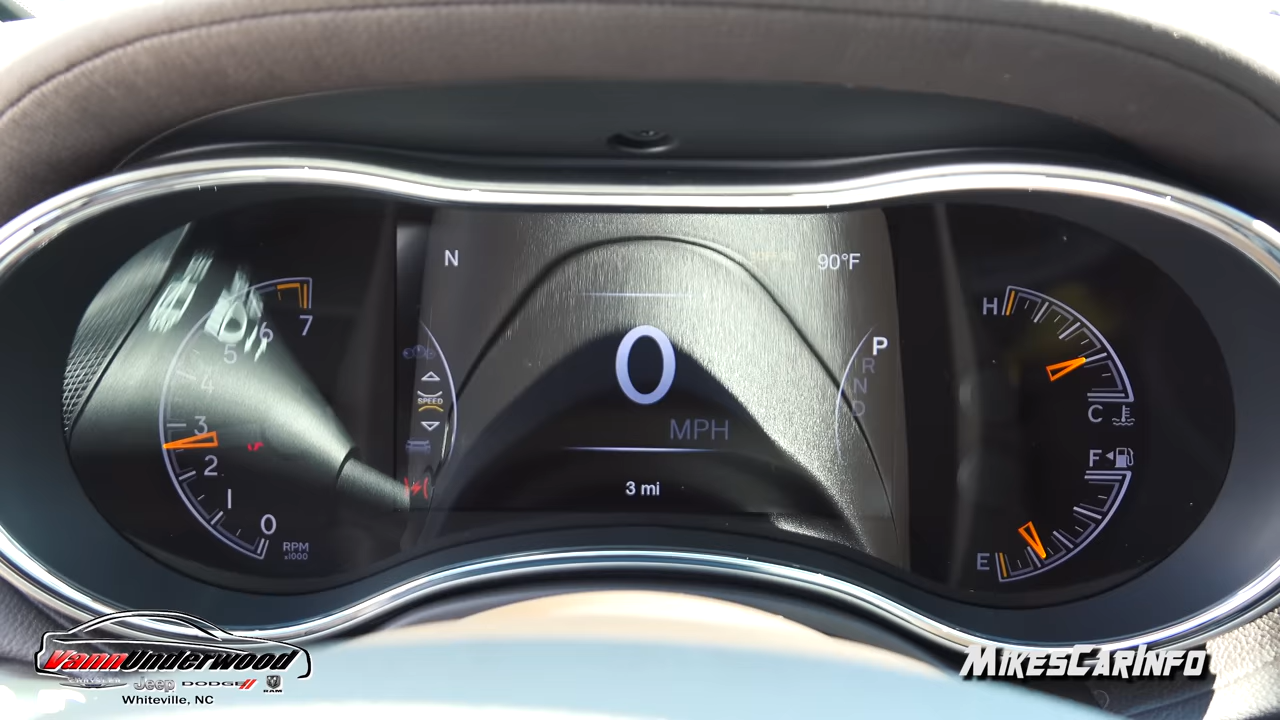 N
90°F
7
6
5
4
3
2
1
0
RPM
x1000
SPEED
0
MPH
3 mi
P
R
N
D
H
C
F
E
VannUnderwood
CHRYSLER Jeep DODGE RAM
Whiteville, NC
MIKESCARINFO